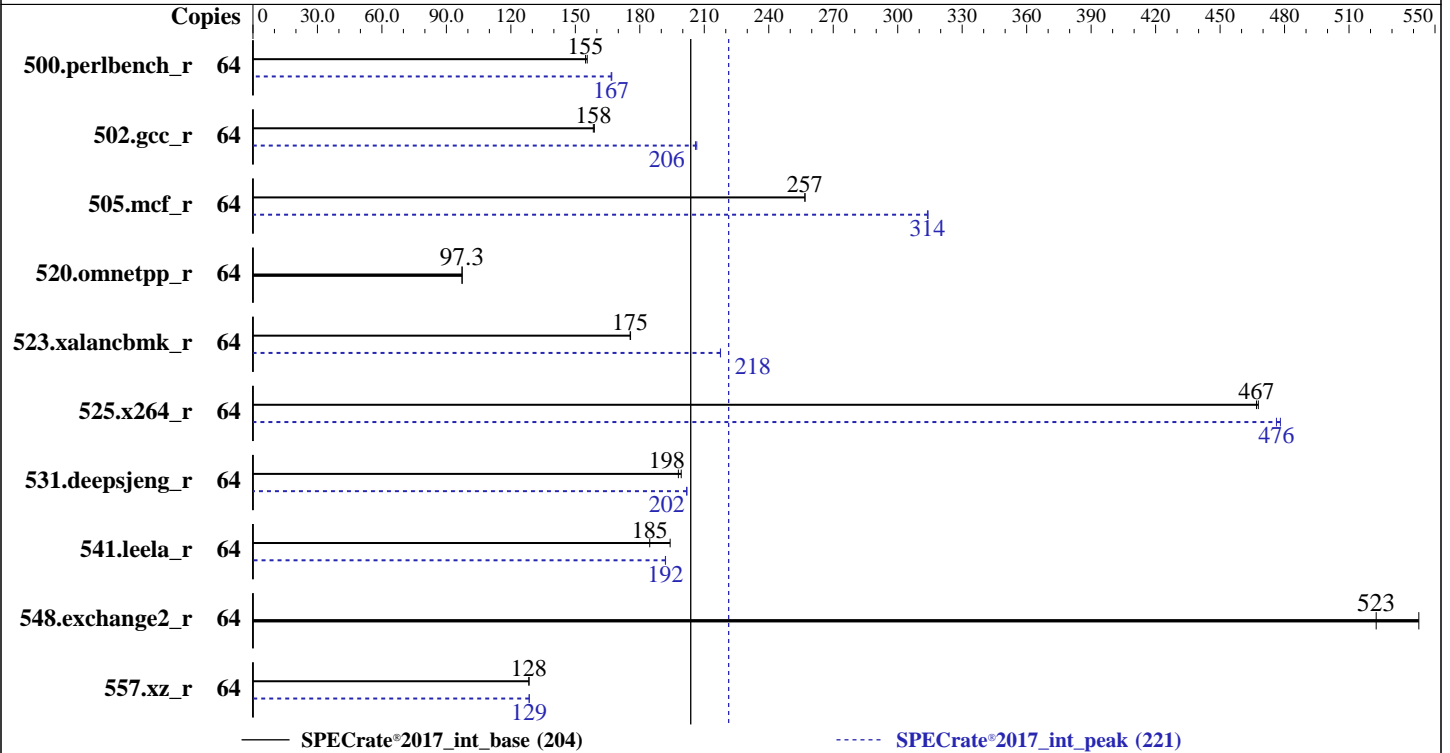 Copies 0 30.0 60.0 90.0 120 150 180 210 240 270 300 330 360 390 420 450 480 510 550
155
500.perlbench_r 64
167
158
502.gcc_r 64
206
257
505.mcf_r 64
314
97.3
520.omnetpp_r 64
175
523.xalancbmk_r 64
218
467
525.x264_r 64
476
198
531.deepsjeng_r 64
202
185
541.leela_r 64
192
523
548.exchange2_r 64
128
557.xz_r 64
129
SPECrate®2017_int_base (204) SPECrate®2017_int_peak (221)